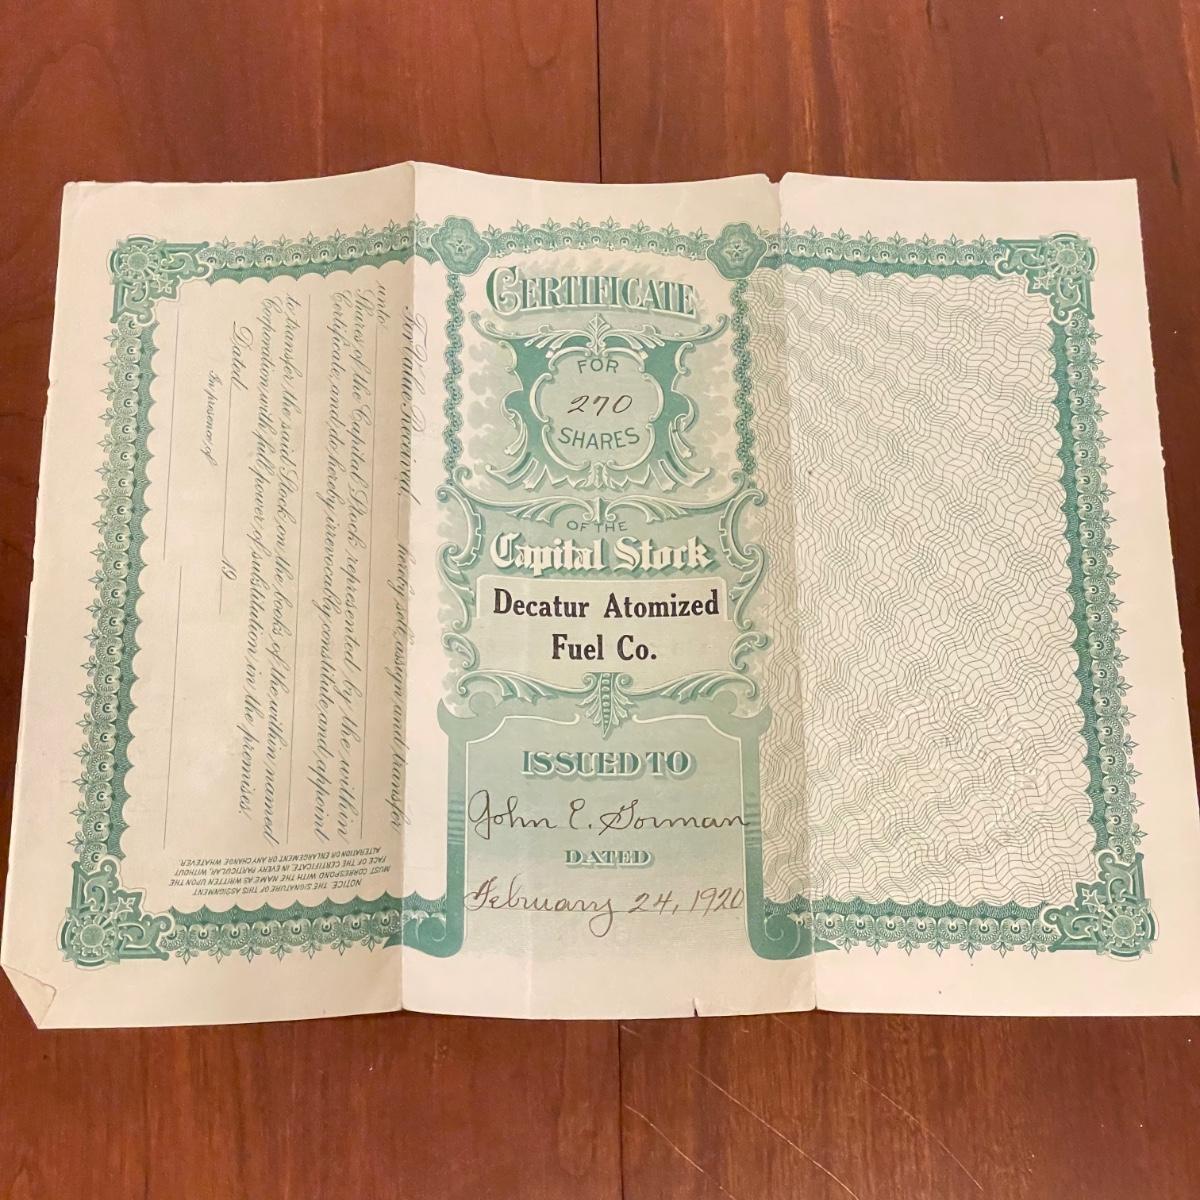 CERTIFICATE
FOR
270
SHARES
OF THE
Capital Stock
Decatur Atomized
Fuel Co.
ISSUED TO
John E. Gorman
DATED
February 24, 1920
For Value Received, hereby sell, assign and transfer
unto
Shares of the Capital Stock represented by the within
Certificate, and do hereby irrevocably constitute and appoint
to transfer the said Stock on the books of the within named
Corporation with full power of substitution in the premises.
Dated 19
In presence of
NOTICE. THE SIGNATURE OF THIS ASSIGNMENT
MUST CORRESPOND WITH THE NAME AS WRITTEN UPON THE
FACE OF THE CERTIFICATE, IN EVERY PARTICULAR, WITHOUT
ALTERATION OR ENLARGEMENT OR ANY CHANGE WHATEVER.